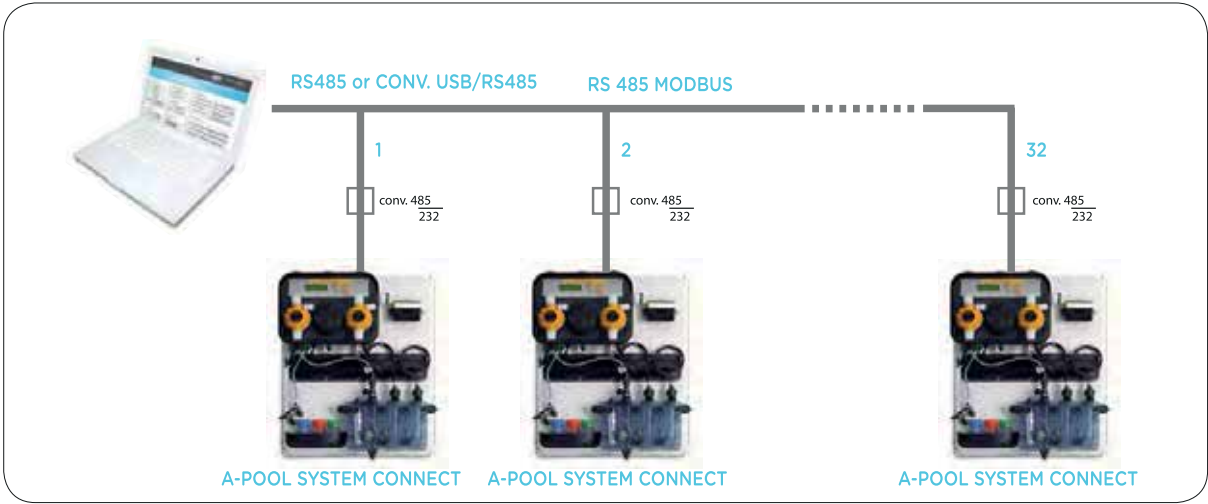 RS485 or CONV. USB/RS485
RS 485 MODBUS
1
2
32
conv. 485
232
conv. 485
232
conv. 485
232
A-POOL SYSTEM CONNECT
A-POOL SYSTEM CONNECT
A-POOL SYSTEM CONNECT